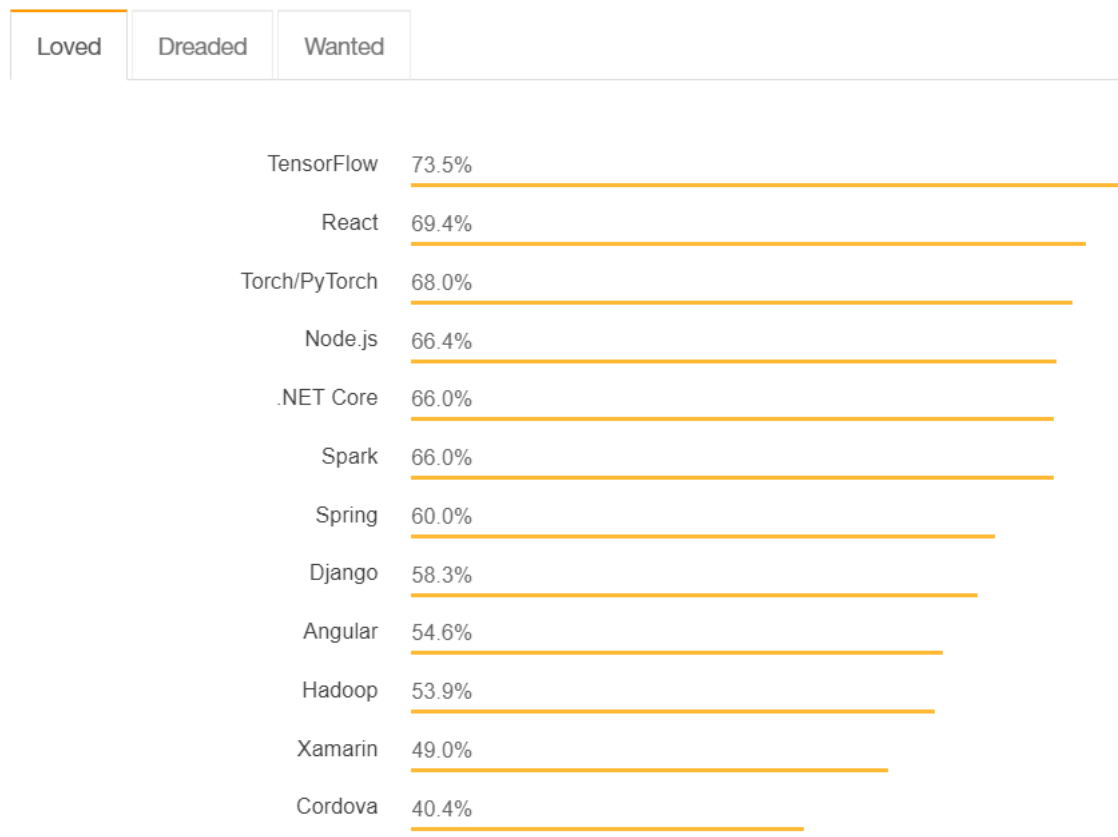 Loved Dreaded Wanted
TensorFlow 73.5%
React 69.4%
Torch/PyTorch 68.0%
Node.js 66.4%
.NET Core 66.0%
Spark 66.0%
Spring 60.0%
Django 58.3%
Angular 54.6%
Hadoop 53.9%
Xamarin 49.0%
Cordova 40.4%